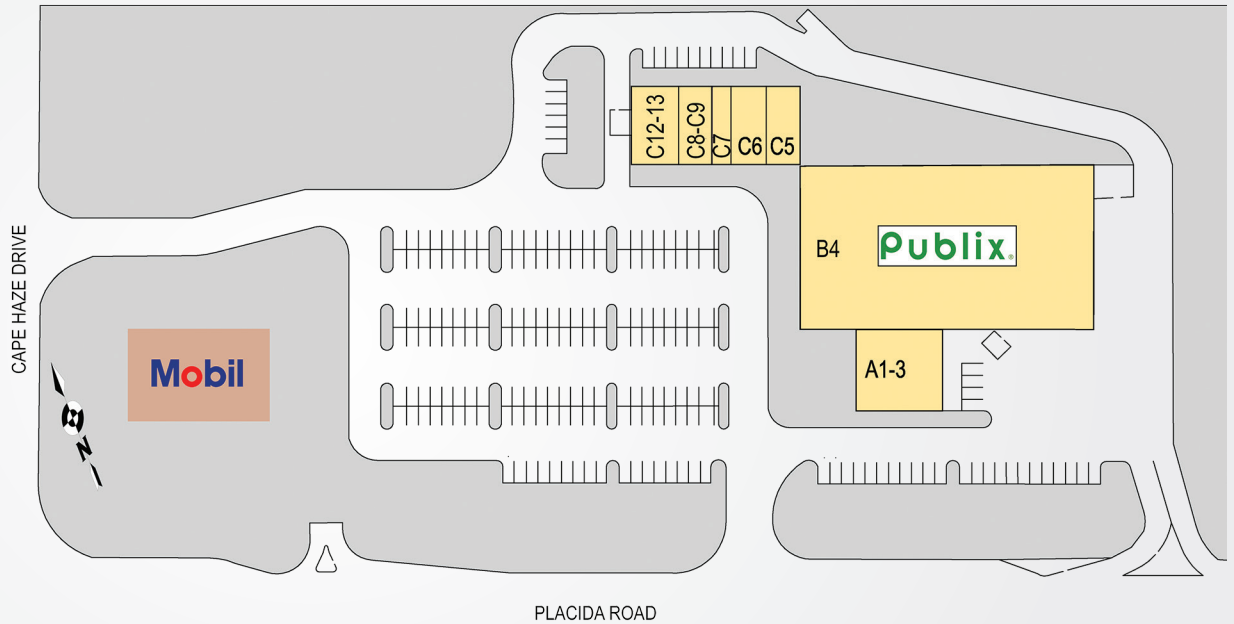 C12-13
C8-C9
C7
C6
C5
B4
Publix
A1-3
CAPE HAZE DRIVE
Mobil
N
PLACIDA ROAD